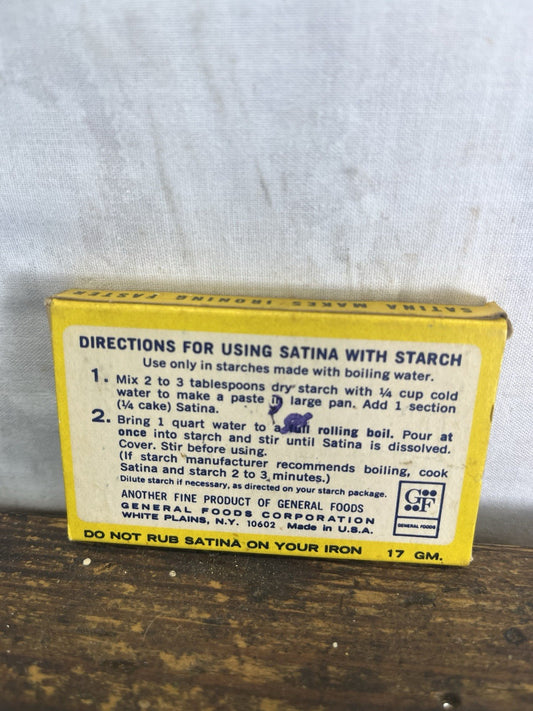 SATINA MAKES IRONING FASTER
DIRECTIONS FOR USING SATINA WITH STARCH
Use only in starches made with boiling water.
1. Mix 2 to 3 tablespoons dry starch with ¼ cup cold
water to make a paste in large pan. Add 1 section
(¼ cake) Satina.
2. Bring 1 quart water to a full rolling boil. Pour at
once into starch and stir until Satina is dissolved.
Cover. Stir before using.
(If starch manufacturer recommends boiling, cook
Satina and starch 2 to 3 minutes.)
Dilute starch if necessary, as directed on your starch package.
ANOTHER FINE PRODUCT OF GENERAL FOODS
GENERAL FOODS CORPORATION
WHITE PLAINS, N.Y. 10602 Made in U.S.A.
GF
GENERAL FOODS
DO NOT RUB SATINA ON YOUR IRON 17 GM.